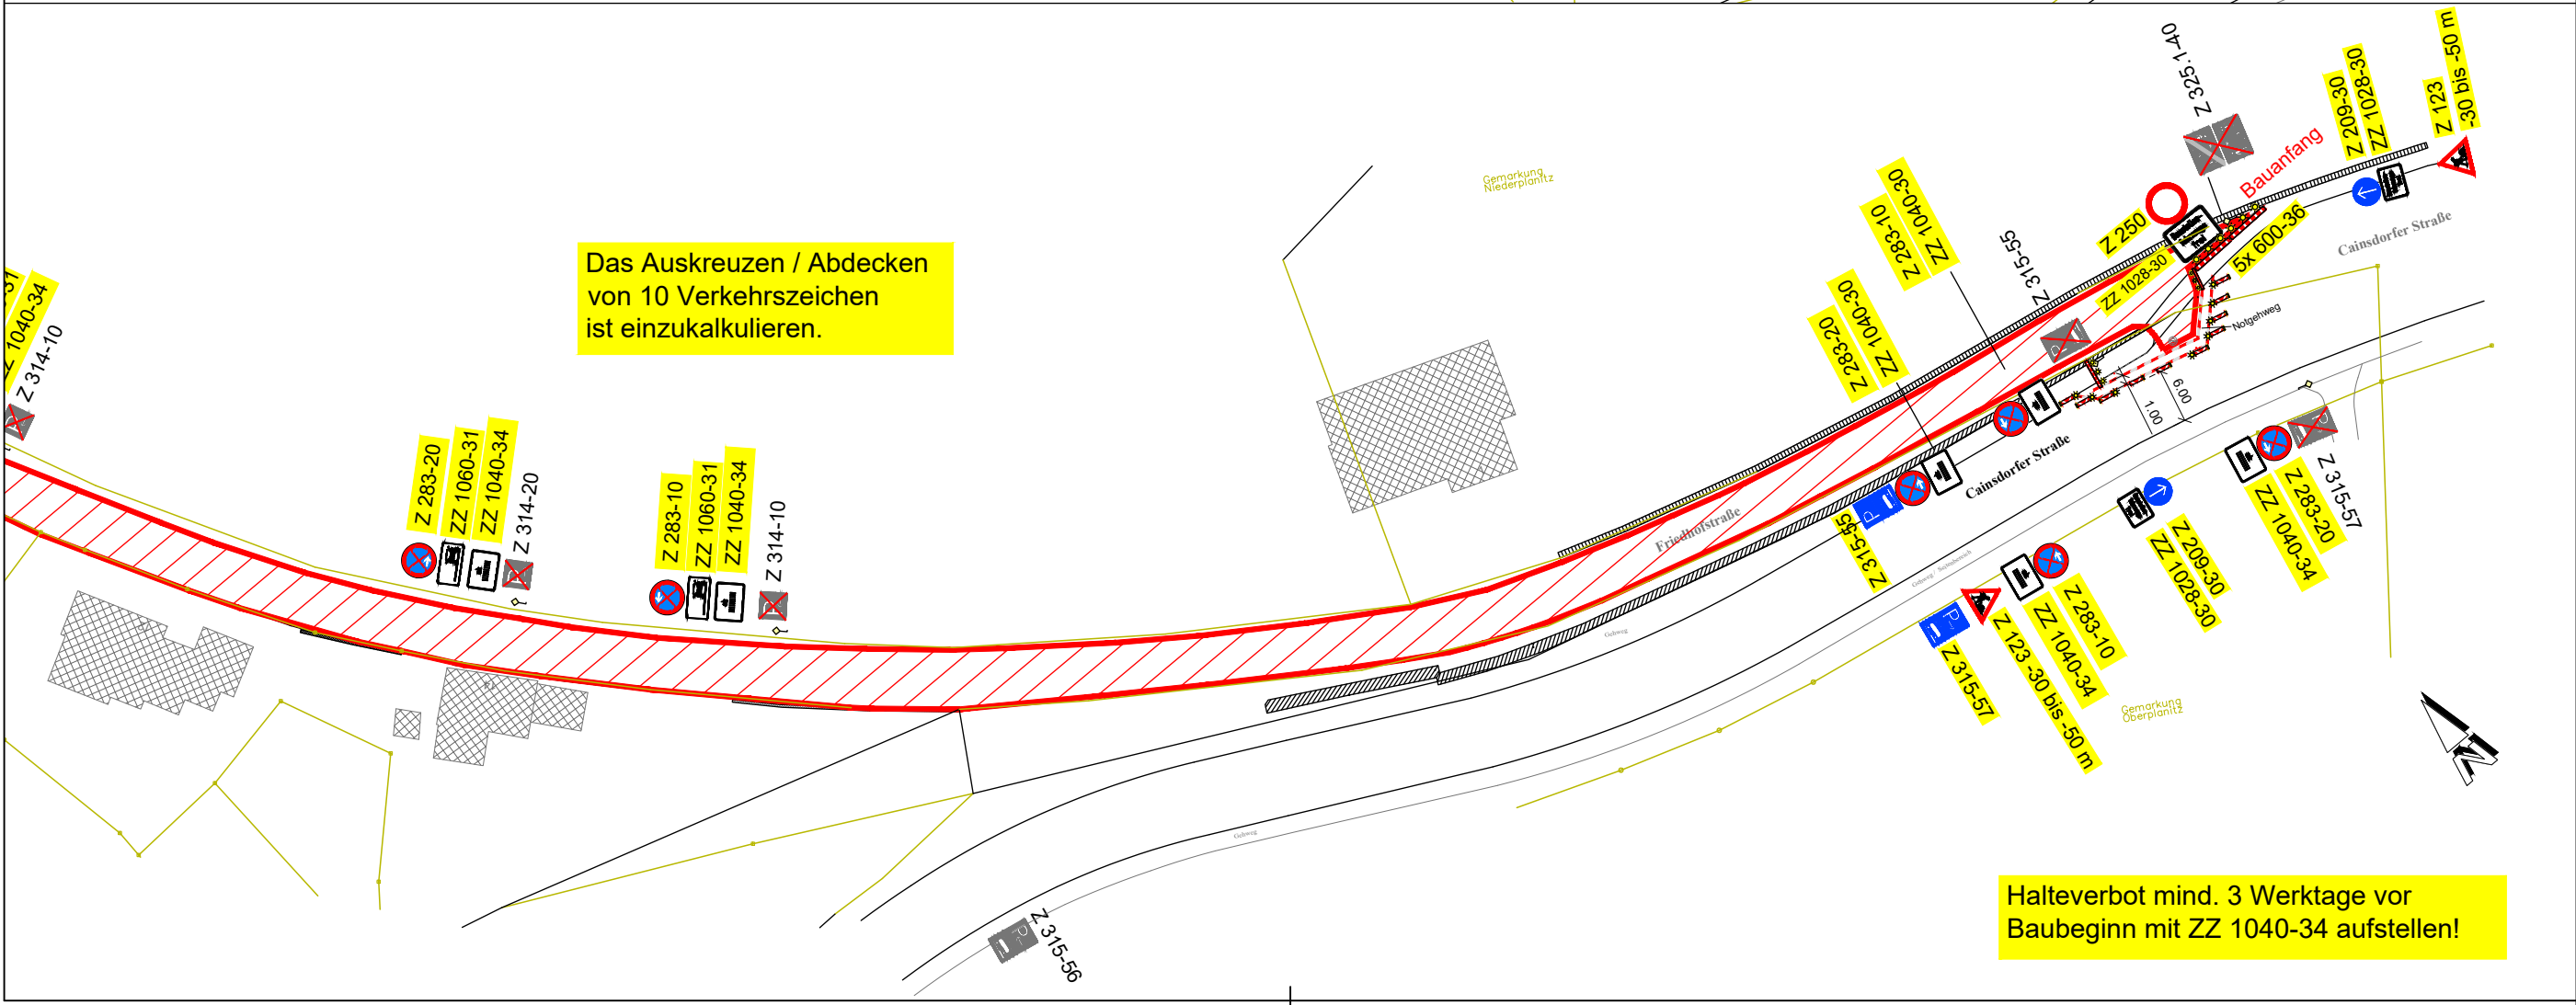 -31
ZZ 1040-34
Z 314-10
Z 283-20
ZZ 1060-31
ZZ 1040-34
Z 314-20
Das Auskreuzen / Abdecken
von 10 Verkehrszeichen
ist einzukalkulieren.
Z 283-10
ZZ 1060-31
ZZ 1040-34
Z 314-10
Gemarkung
Niederplanitz
Z 283-20
ZZ 1040-30
Z 283-10
ZZ 1040-30
Z 315-55
Z 250
ZZ 1028-30
Z 325.1-40
Bauanfang
5x 600-36
Z 209-30
ZZ 1028-30
Z 123
-30 bis -50 m
Cainsdorfer Straße
Notgehweg
6.00
1.00
Cainsdorfer Straße
Friedhofstraße
P
Z 315-55
Gehweg
P
Z 315-57
Z 283-20
ZZ 1040-34
Z 209-30
ZZ 1028-30
Z 283-10
ZZ 1040-34
Z 123 -30 bis -50 m
P
Z 315-57
Gemarkung
Oberplanitz
Gehweg
P
Z 315-56
N
Halteverbot mind. 3 Werktage vor
Baubeginn mit ZZ 1040-34 aufstellen!